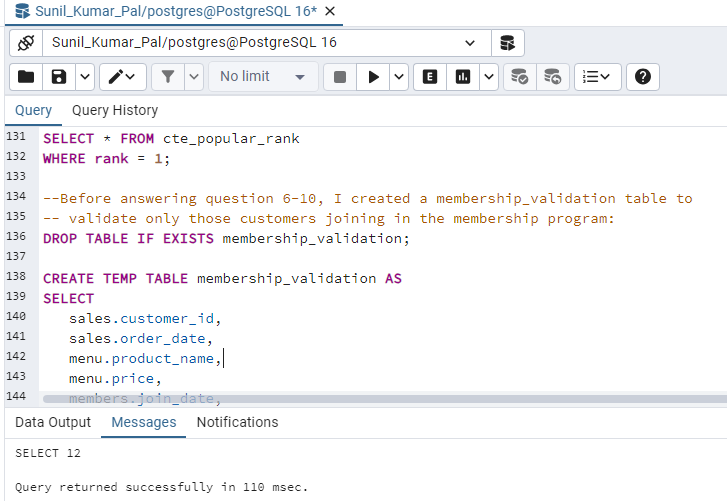 Sunil_Kumar_Pal/postgres@PostgreSQL 16*
Sunil_Kumar_Pal/postgres@PostgreSQL 16
No limit
E
Query Query History
131 SELECT * FROM cte_popular_rank
132 WHERE rank = 1;
133
134 --Before answering question 6-10, I created a membership_validation table to
135 -- validate only those customers joining in the membership program:
136 DROP TABLE IF EXISTS membership_validation;
137
138 CREATE TEMP TABLE membership_validation AS
139 SELECT
140 sales.customer_id,
141 sales.order_date,
142 menu.product_name,
143 menu.price,
144 members.join_date,
Data Output Messages Notifications
SELECT 12
Query returned successfully in 110 msec.